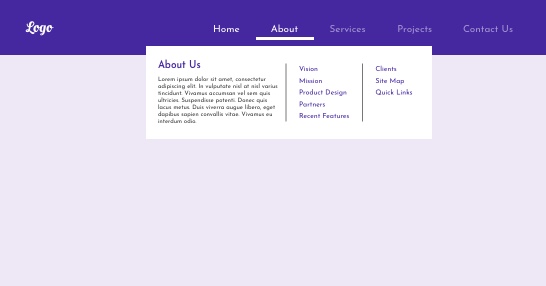 Logo
Home
About
Services
Projects
Contact Us
About Us
Lorem ipsum dolor sit amet, consectetur
adipiscing elit. In vulputate nisl at nisl varius
tincidunt. Vivamus accumsan vel sem quis
ultricies. Suspendisse potenti. Donec quis
lacus metus. Duis viverra augue libero, eget
dapibus sapien convallis vitae. Vivamus eu
interdum odio.
Vision
Mission
Product Design
Partners
Recent Features
Clients
Site Map
Quick Links